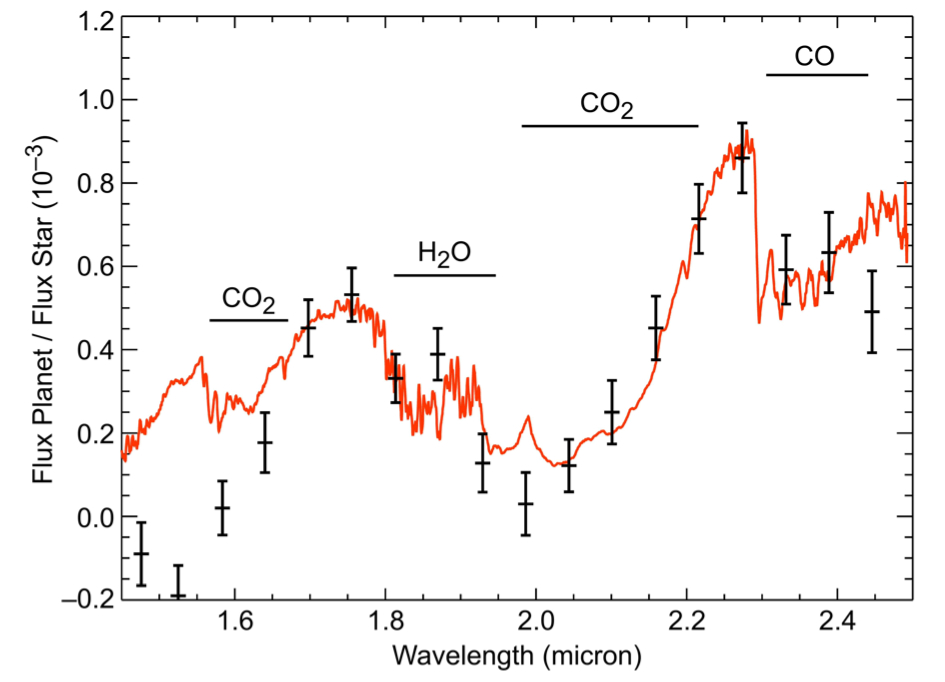 1.2
1.0
0.8
0.6
0.4
0.2
0.0
–0.2
Flux Planet / Flux Star (10–3)
CO2
H2O
CO2
CO
1.6 1.8 2.0 2.2 2.4
Wavelength (micron)